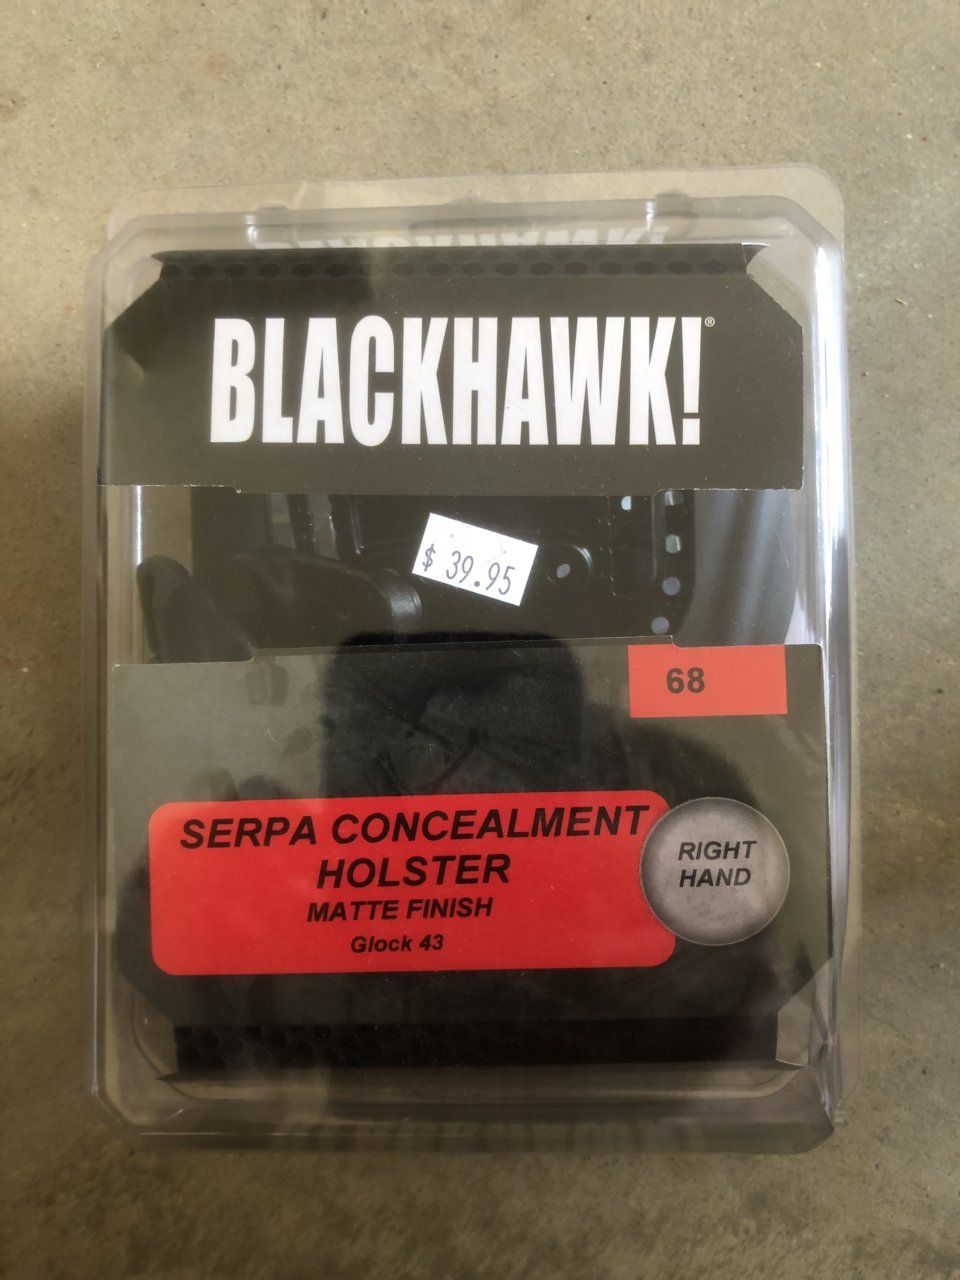 BLACKHAWK!®
$ 39.95
68
SERPA CONCEALMENT
HOLSTER
MATTE FINISH
Glock 43
RIGHT
HAND